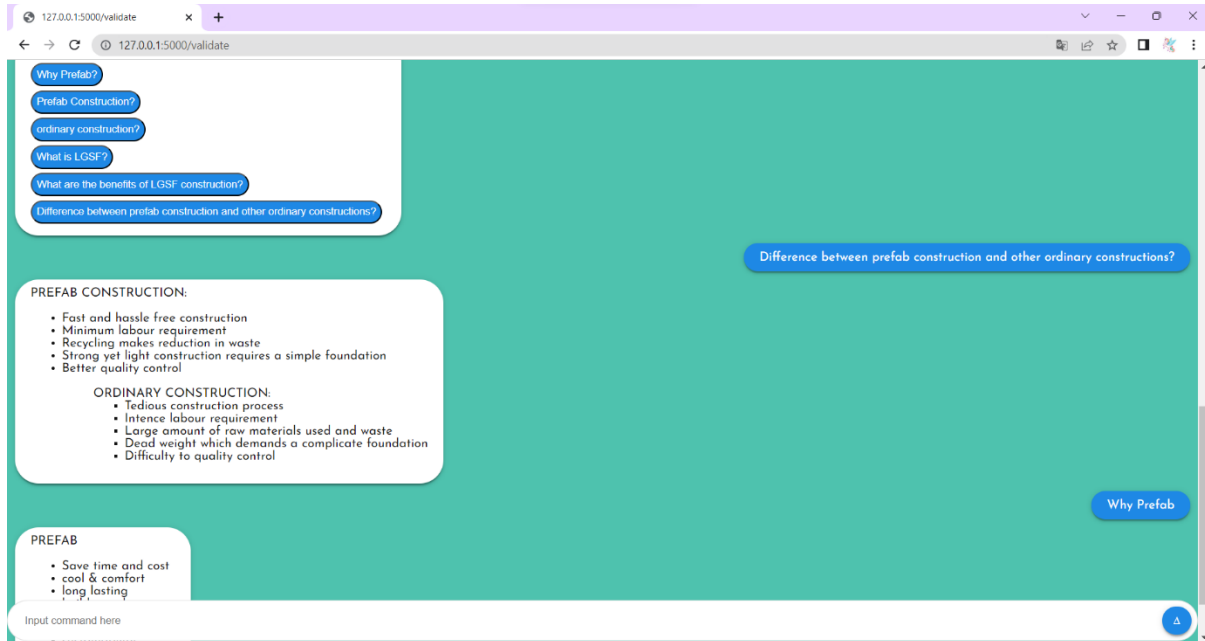 127.0.0.1:5000/validate
127.0.0.1:5000/validate
Why Prefab?
Prefab Construction?
ordinary construction?
What is LGSF?
What are the benefits of LGSF construction?
Difference between prefab construction and other ordinary constructions?
Difference between prefab construction and other ordinary constructions?
PREFAB CONSTRUCTION:
• Fast and hassle free construction
• Minimum labour requirement
• Recycling makes reduction in waste
• Strong yet light construction requires a simple foundation
• Better quality control
ORDINARY CONSTRUCTION:
▪ Tedious construction process
▪ Intence labour requirement
▪ Large amount of raw materials used and waste
▪ Dead weight which demands a complicate foundation
▪ Difficulty to quality control
Why Prefab
PREFAB
• Save time and cost
• cool & comfort
• long lasting
Input command here